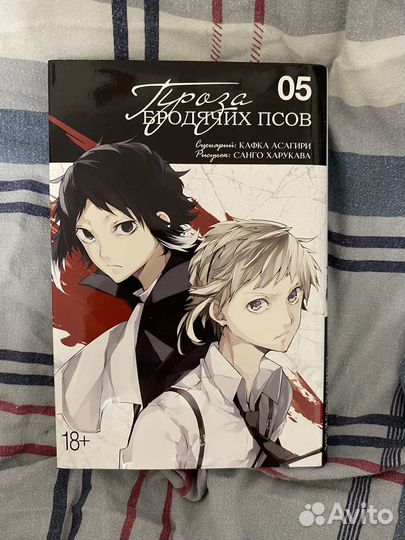 05
Проза
БРОДЯЧИХ ПСОВ
Сценарий: КАФКА АСАГИРИ
Рисунок: САНГО ХАРУКАВА
18+
Avito